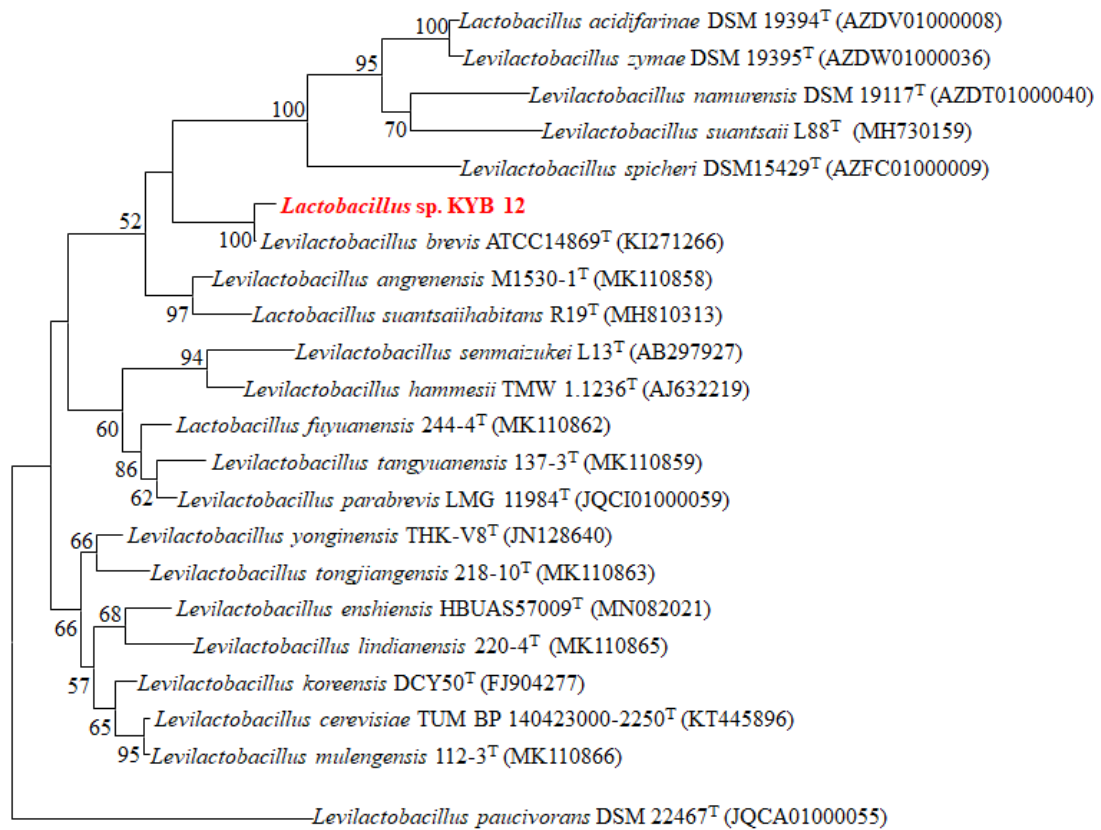 100 Lactobacillus acidifarinae DSM 19394ᵀ (AZDV01000008)
Levilactobacillus zymae DSM 19395ᵀ (AZDW01000036)
95
Levilactobacillus namurensis DSM 19117ᵀ (AZDT01000040)
100
70 Levilactobacillus suantsaii L88ᵀ (MH730159)
Levilactobacillus spicheri DSM15429ᵀ (AZFC01000009)
Lactobacillus sp. KYB 12
52
100 Levilactobacillus brevis ATCC14869ᵀ (KI271266)
Levilactobacillus angrenensis M1530-1ᵀ (MK110858)
97 Lactobacillus suantsaiihabitans R19ᵀ (MH810313)
94 Levilactobacillus senmaizukei L13ᵀ (AB297927)
Levilactobacillus hammesii TMW 1.1236ᵀ (AJ632219)
60 Lactobacillus fuyuanensis 244-4ᵀ (MK110862)
86 Levilactobacillus tangyuanensis 137-3ᵀ (MK110859)
62 Levilactobacillus parabrevis LMG 11984ᵀ (JQCI01000059)
66 Levilactobacillus yonginensis THK-V8ᵀ (JN128640)
Levilactobacillus tongjiangensis 218-10ᵀ (MK110863)
68 Levilactobacillus enshiensis HBUAS57009ᵀ (MN082021)
66
Levilactobacillus lindianensis 220-4ᵀ (MK110865)
57 Levilactobacillus koreensis DCY50ᵀ (FJ904277)
65 Levilactobacillus cerevisiae TUM BP 140423000-2250ᵀ (KT445896)
95 Levilactobacillus mulengensis 112-3ᵀ (MK110866)
Levilactobacillus paucivorans DSM 22467ᵀ (JQCA01000055)